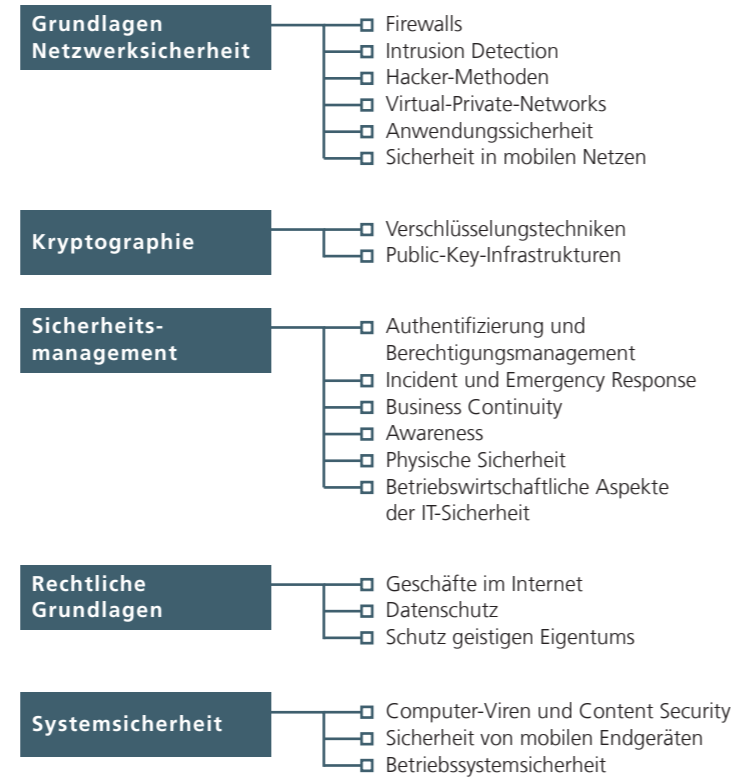 Grundlagen
Netzwerksicherheit
Firewalls
Intrusion Detection
Hacker-Methoden
Virtual-Private-Networks
Anwendungssicherheit
Sicherheit in mobilen Netzen
Kryptographie
Verschlüsselungstechniken
Public-Key-Infrastrukturen
Sicherheits-
management
Authentifizierung und
Berechtigungsmanagement
Incident und Emergency Response
Business Continuity
Awareness
Physische Sicherheit
Betriebswirtschaftliche Aspekte
der IT-Sicherheit
Rechtliche
Grundlagen
Geschäfte im Internet
Datenschutz
Schutz geistigen Eigentums
Systemsicherheit
Computer-Viren und Content Security
Sicherheit von mobilen Endgeräten
Betriebssystemsicherheit